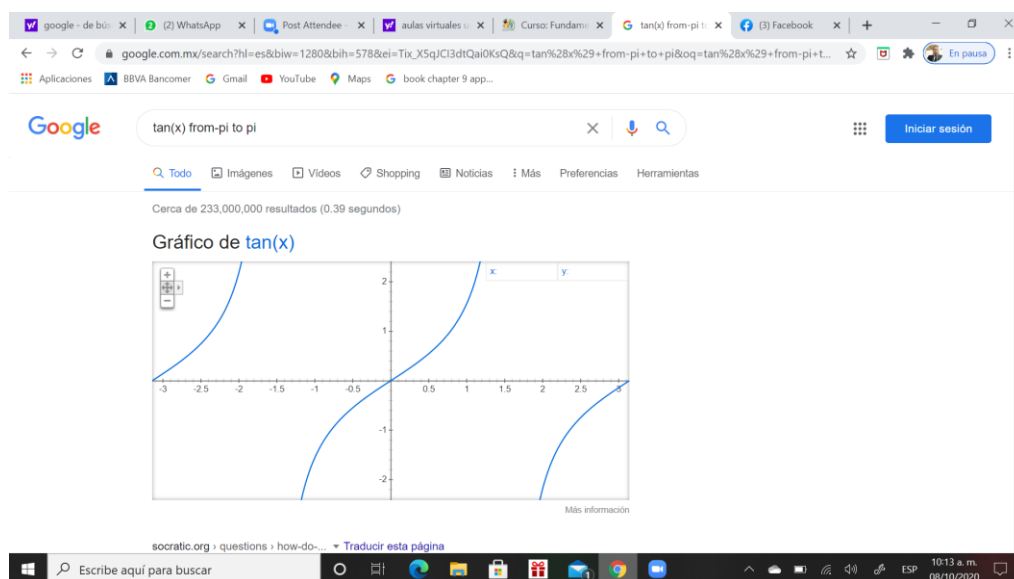 google - de bús
(2) WhatsApp
Post Attendee -
aulas virtuales u
Curso: Fundame
tan(x) from-pi to
(3) Facebook
google.com.mx/search?hl=es&biw=1280&bih=578&ei=Tix_X5qJCI3dtQai0KsQ&q=tan%28x%29+from-pi+to+pi&oq=tan%28x%29+from-pi+t...
En pausa
Aplicaciones BBVA Bancomer Gmail YouTube Maps book chapter 9 app...
Google
tan(x) from-pi to pi
Iniciar sesión
Todo Imágenes Vídeos Shopping Noticias Más Preferencias Herramientas
Cerca de 233,000,000 resultados (0.39 segundos)
Gráfico de tan(x)
x: y:
2
1
-3 -2.5 -2 -1.5 -1 -0.5 0.5 1 1.5 2 2.5 3
-1
-2
Más información
socratic.org › questions › how-do-... Traducir esta página
Escribe aquí para buscar
ESP
10:13 a. m.
08/10/2020